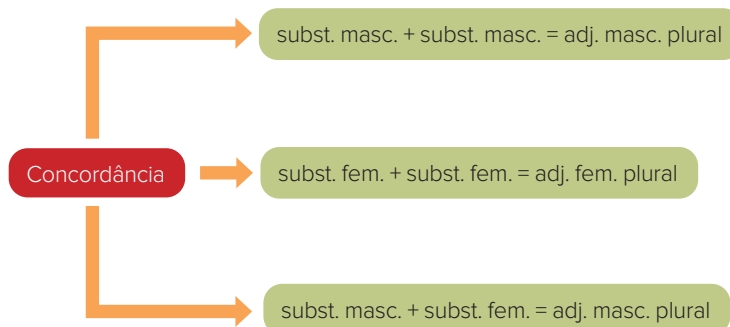 subst. masc. + subst. masc. = adj. masc. plural
Concordância
subst. fem. + subst. fem. = adj. fem. plural
subst. masc. + subst. fem. = adj. masc. plural